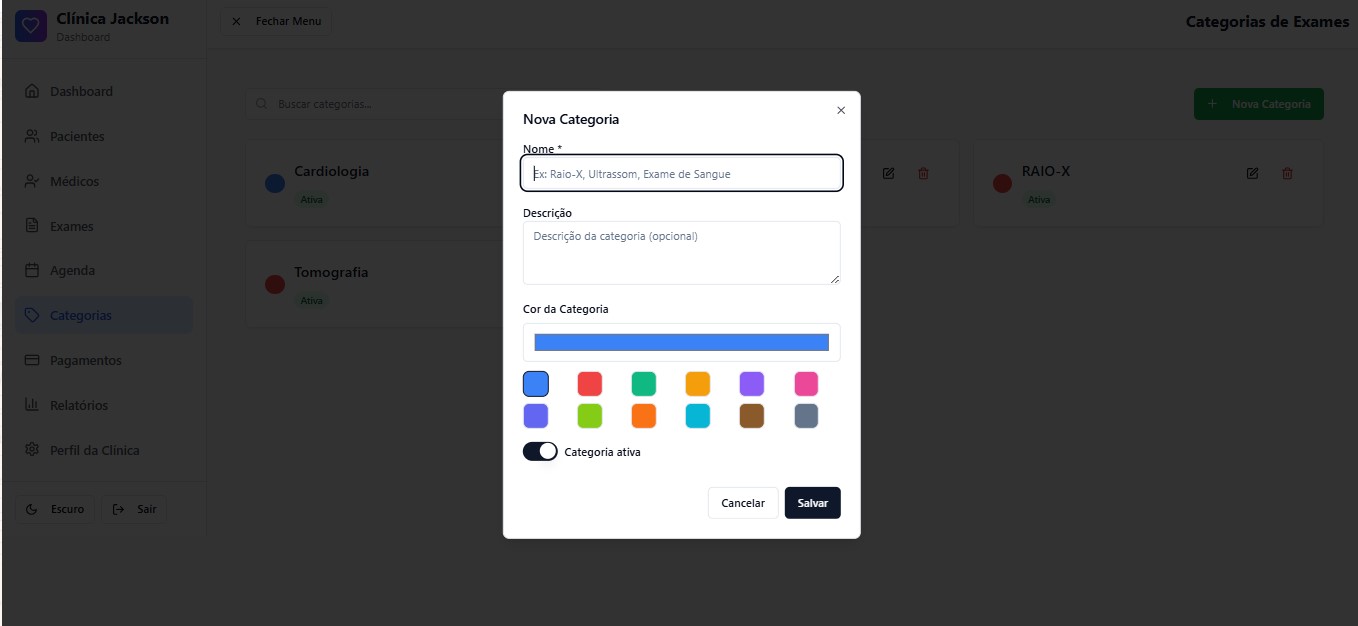 Clínica Jackson
Dashboard
Fechar Menu
Categorias de Exames
Dashboard
Pacientes
Médicos
Exames
Agenda
Categorias
Pagamentos
Relatórios
Perfil da Clínica
Escuro
Sair
Buscar categorias...
Nova Categoria
Cardiologia
Ativa
RAIO-X
Ativa
Tomografia
Ativa
Nova Categoria
Nome *
Ex: Raio-X, Ultrassom, Exame de Sangue
Descrição
Descrição da categoria (opcional)
Cor da Categoria
Categoria ativa
Cancelar
Salvar